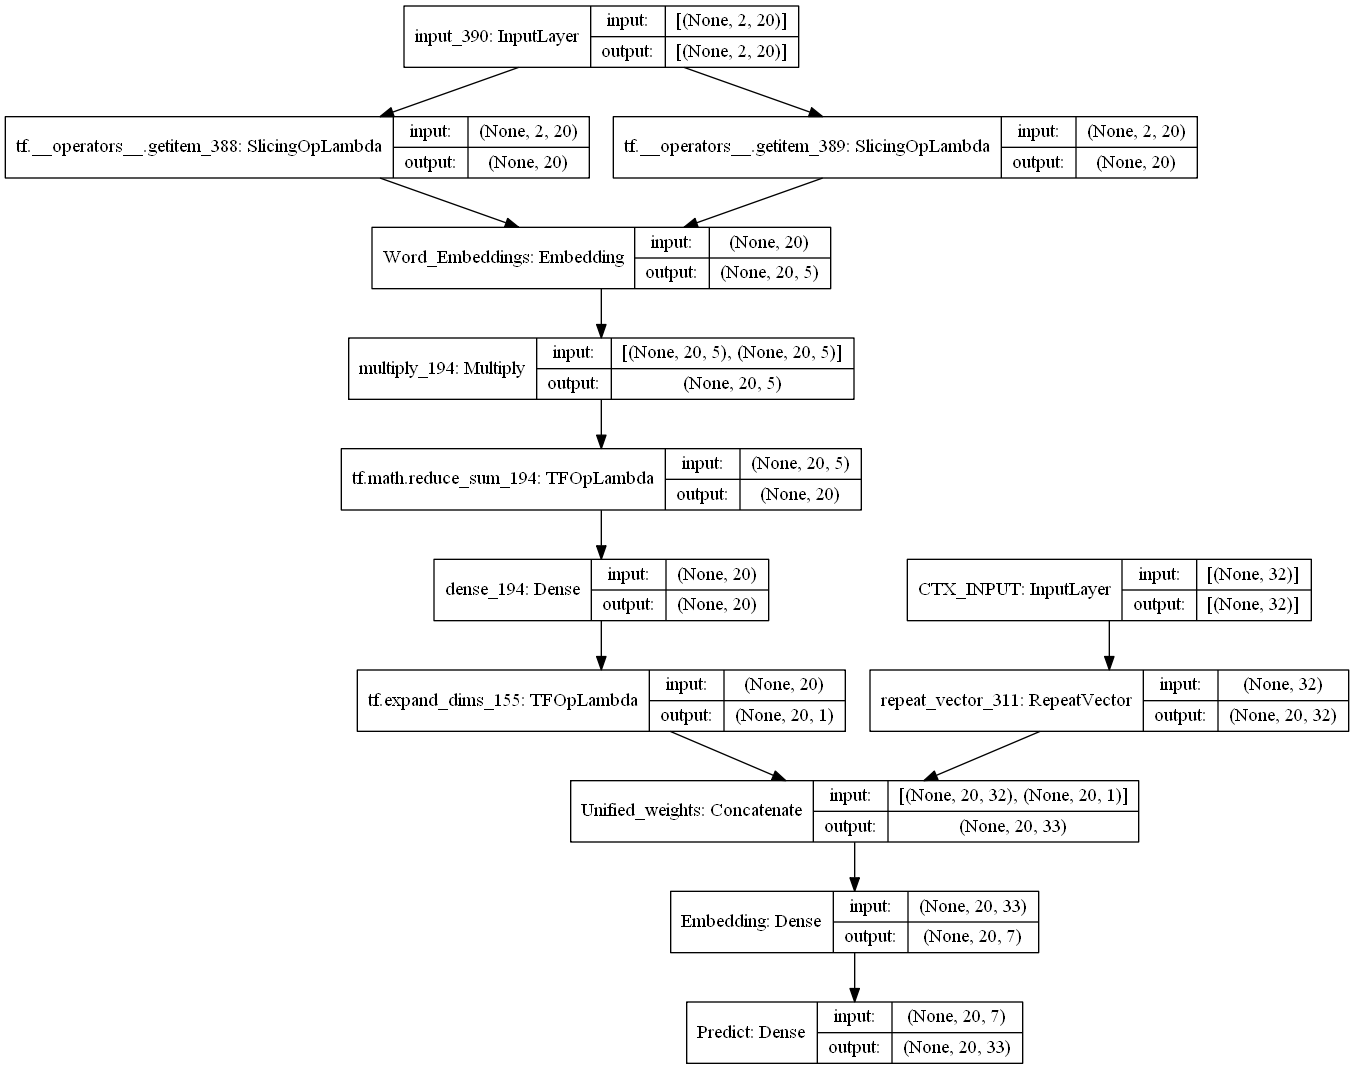 input_390: InputLayer
input: [(None, 2, 20)]
output: [(None, 2, 20)]
tf.__operators__.getitem_388: SlicingOpLambda
input: (None, 2, 20)
output: (None, 20)
tf.__operators__.getitem_389: SlicingOpLambda
input: (None, 2, 20)
output: (None, 20)
Word_Embeddings: Embedding
input: (None, 20)
output: (None, 20, 5)
multiply_194: Multiply
input: [(None, 20, 5), (None, 20, 5)]
output: (None, 20, 5)
tf.math.reduce_sum_194: TFOpLambda
input: (None, 20, 5)
output: (None, 20)
dense_194: Dense
input: (None, 20)
output: (None, 20)
CTX_INPUT: InputLayer
input: [(None, 32)]
output: [(None, 32)]
tf.expand_dims_155: TFOpLambda
input: (None, 20)
output: (None, 20, 1)
repeat_vector_311: RepeatVector
input: (None, 32)
output: (None, 20, 32)
Unified_weights: Concatenate
input: [(None, 20, 32), (None, 20, 1)]
output: (None, 20, 33)
Embedding: Dense
input: (None, 20, 33)
output: (None, 20, 7)
Predict: Dense
input: (None, 20, 7)
output: (None, 20, 33)